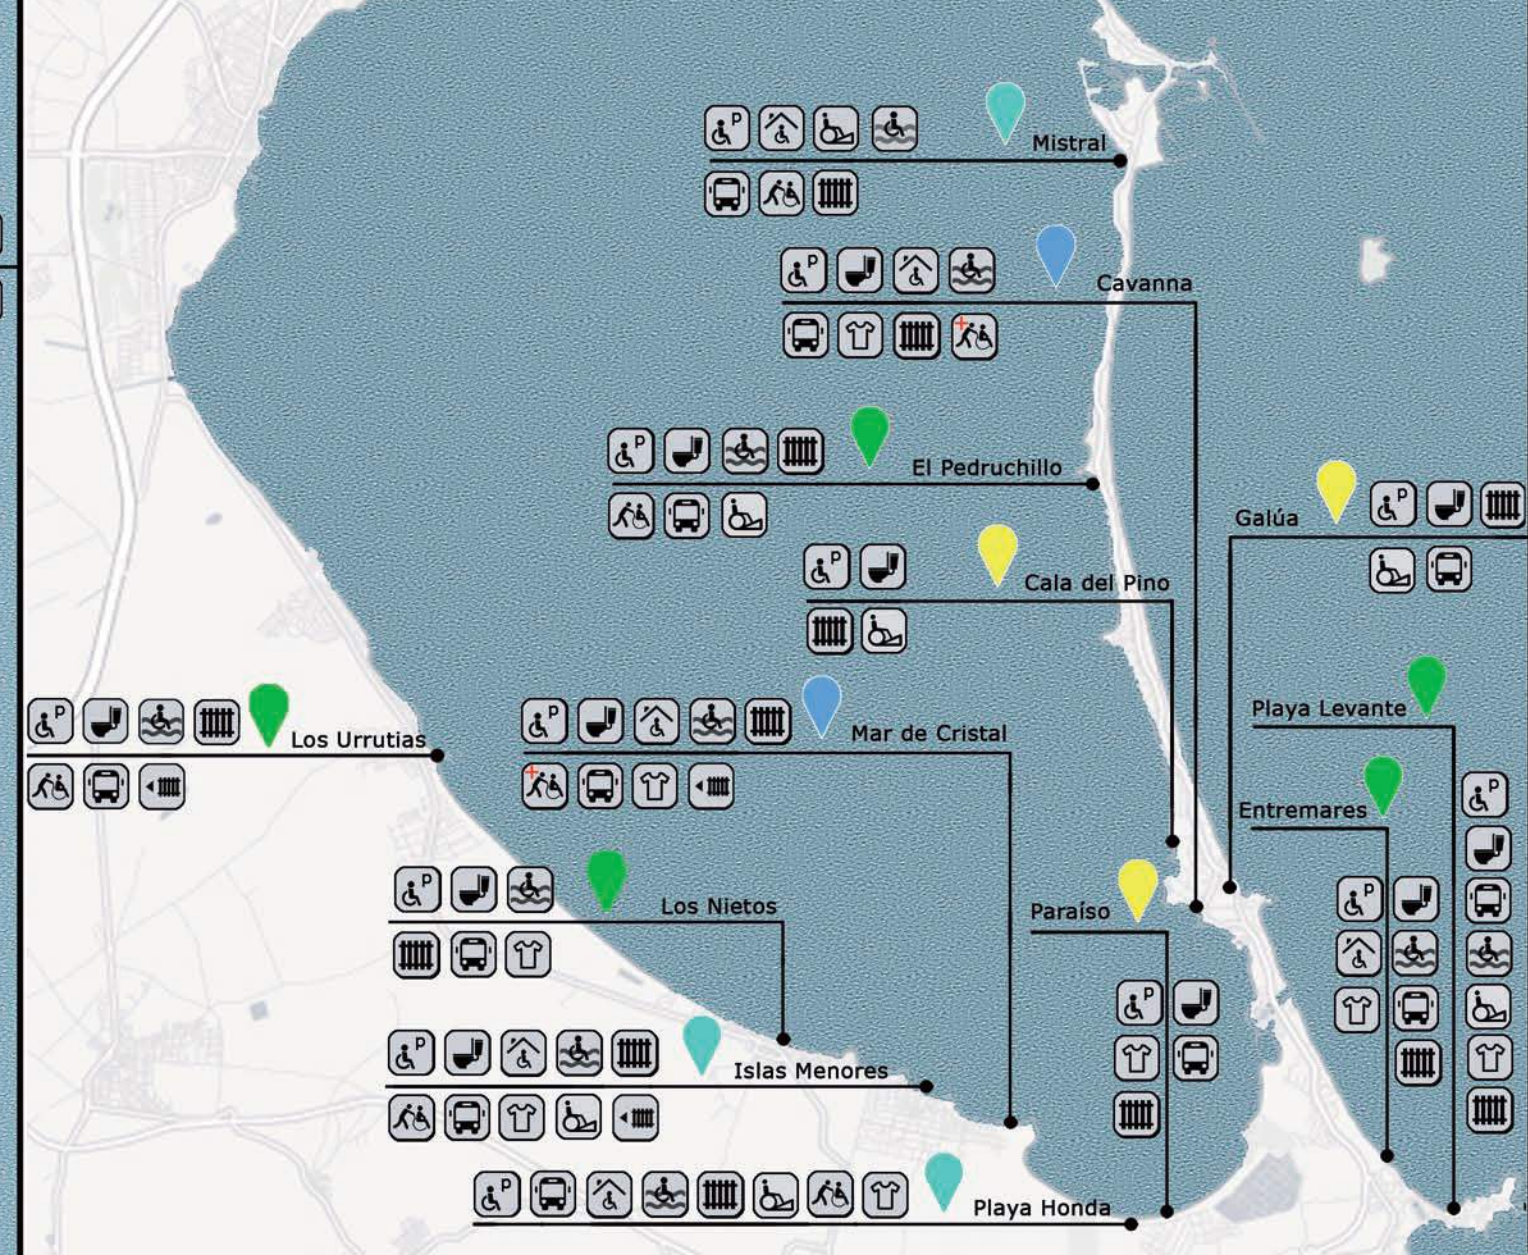 P
Mistral
P
Cavanna
P
El Pedruchillo
Galúa
P
P
Cala del Pino
P
Los Urrutias
P
Mar de Cristal
Playa Levante
Entremares
P
P
Los Nietos
Paraíso
P
P
P
Islas Menores
P
Playa Honda